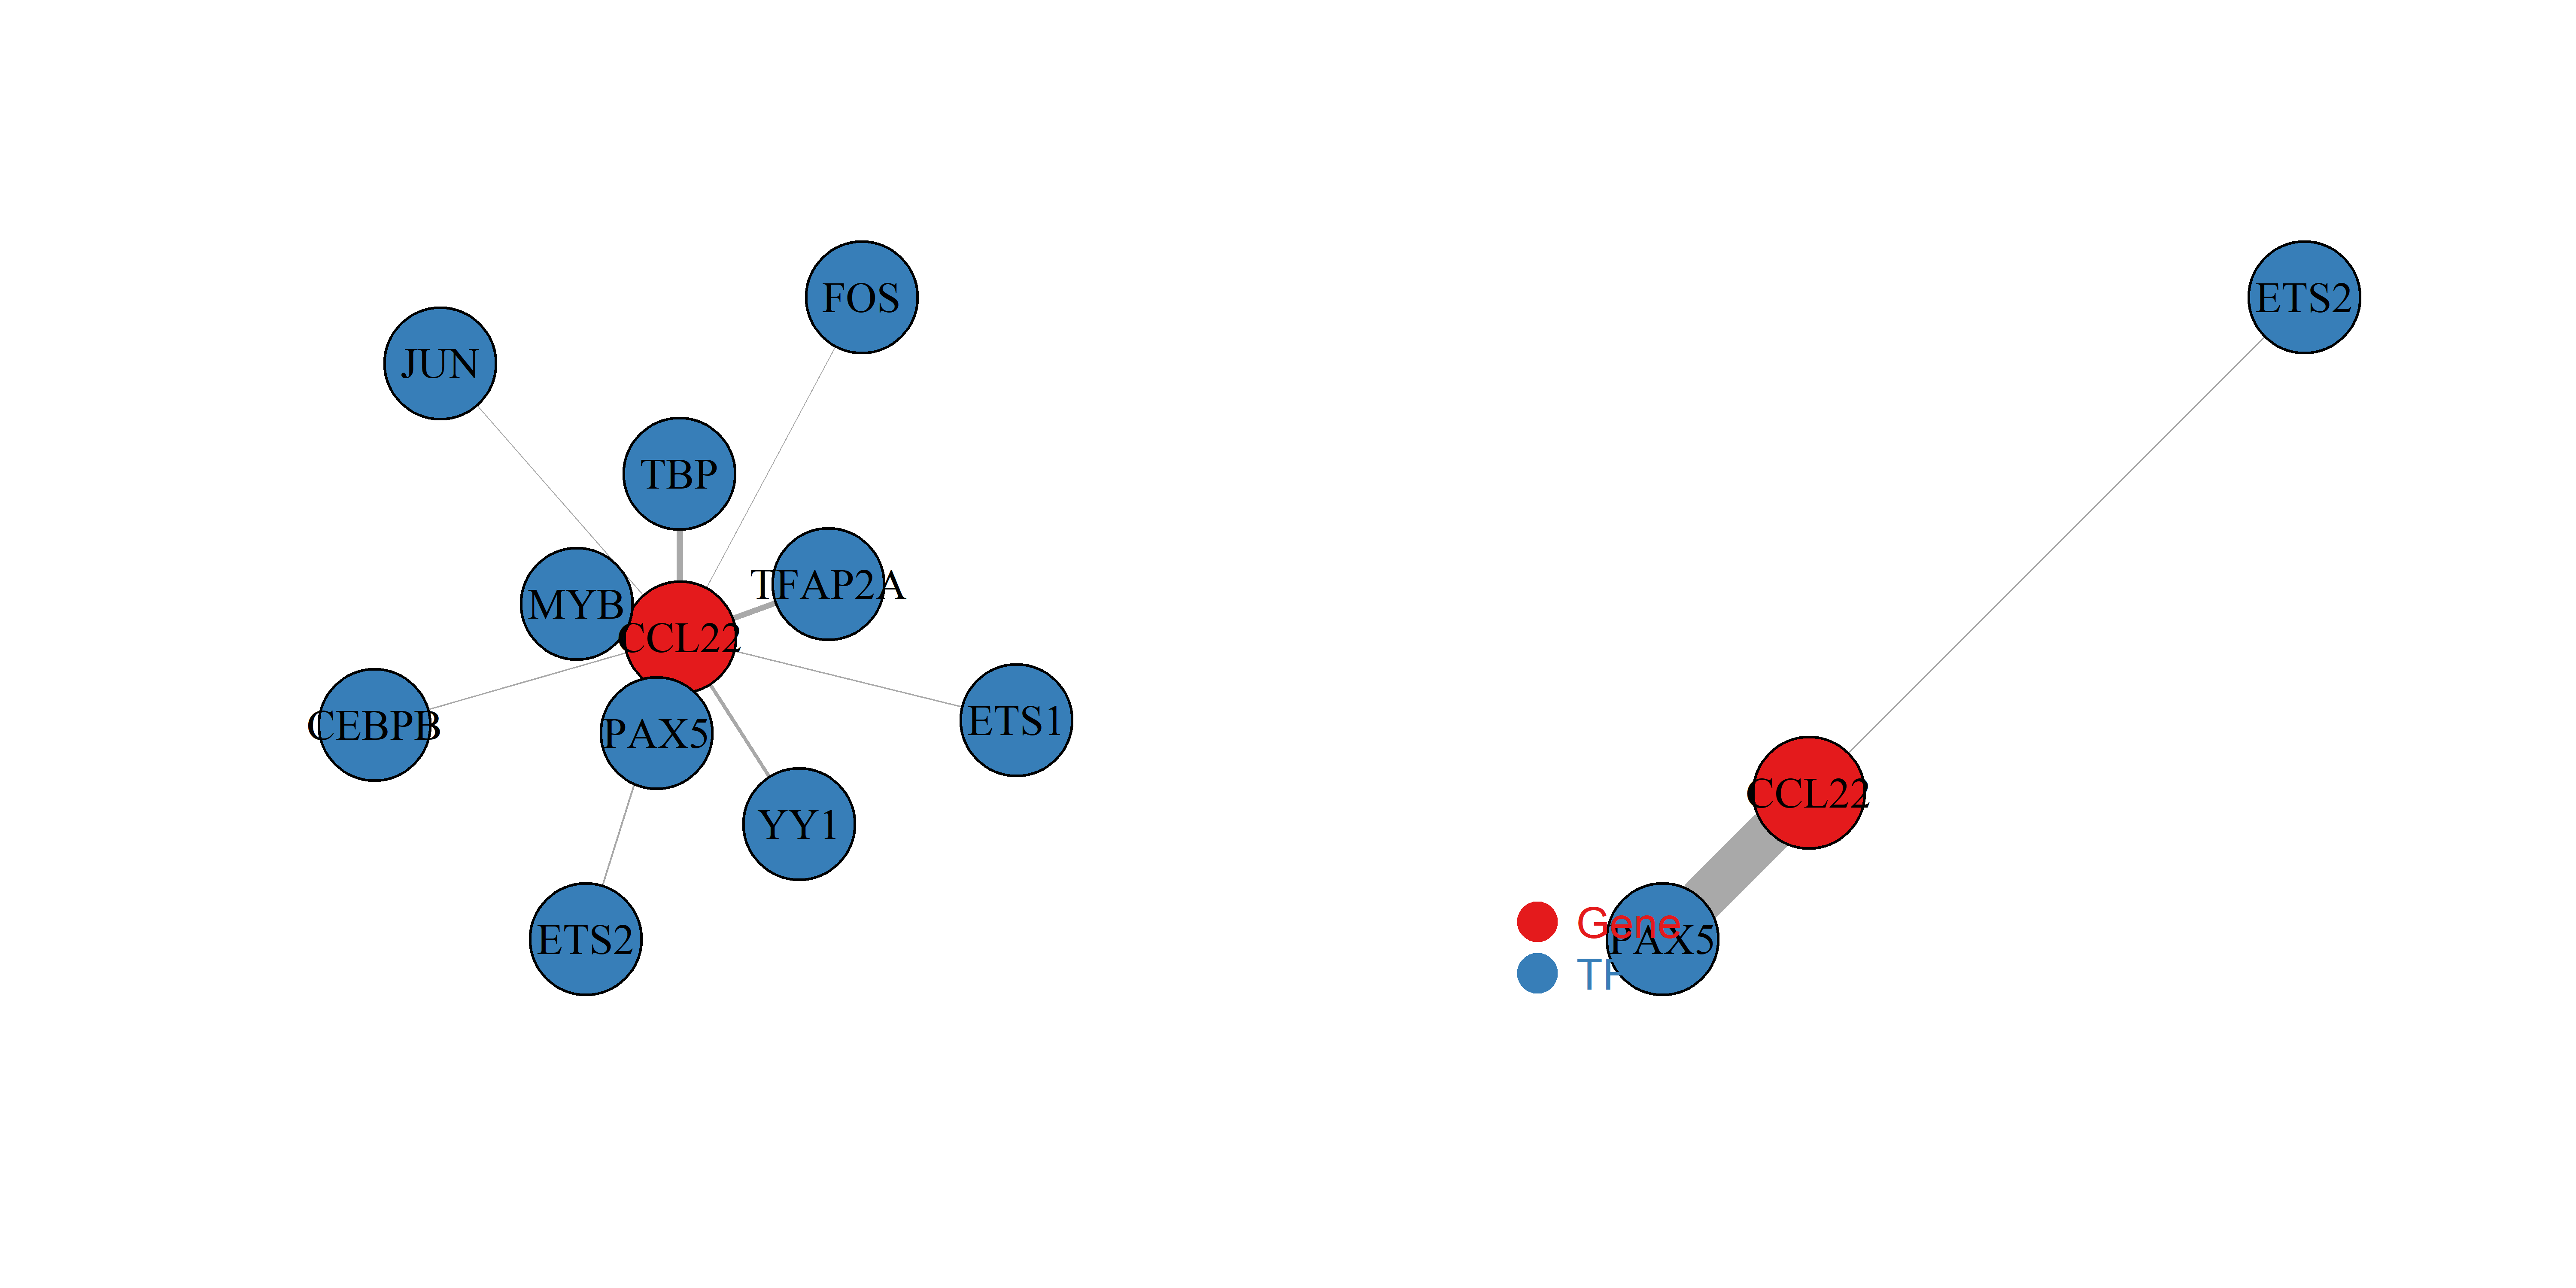 FOS
JUN
TBP
TFAP2A
MYB
CCL22
CEBPB
PAX5
ETS1
YY1
ETS2
ETS2
CCL22
Gene
PAX5
TF